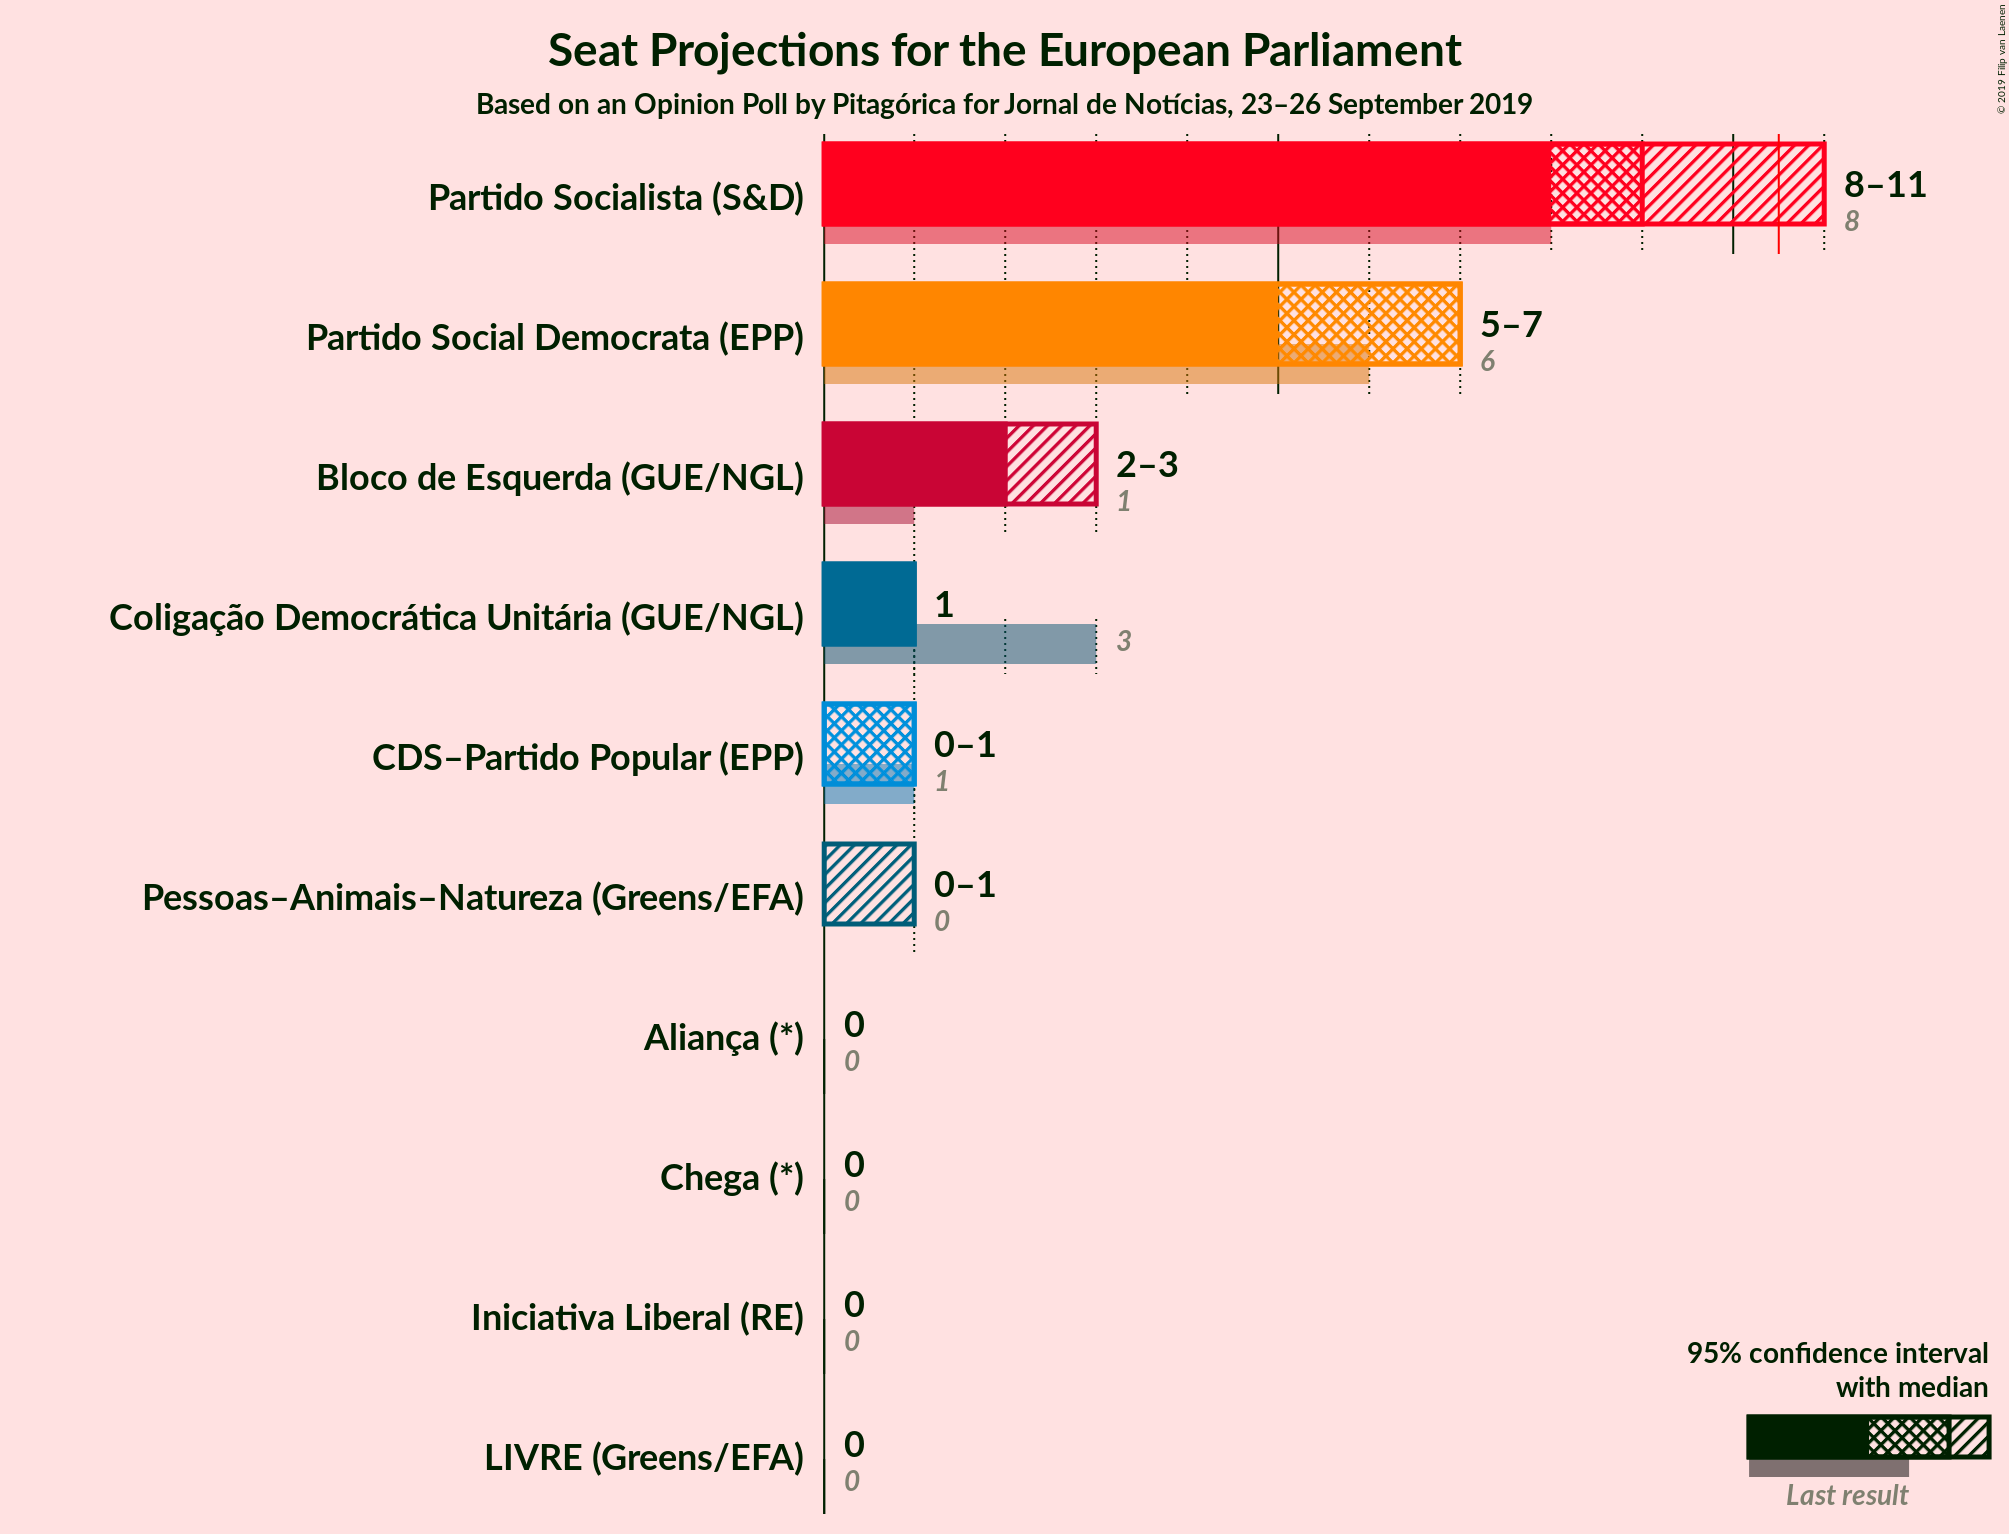 Seat Projections for the European Parliament
Based on an Opinion Poll by Pitagórica for Jornal de Notícias, 23–26 September 2019
© 2019 Filip van Laenen
Partido Socialista (S&D)
8–11
8
Partido Social Democrata (EPP)
5–7
6
Bloco de Esquerda (GUE/NGL)
2–3
1
Coligação Democrática Unitária (GUE/NGL)
1
3
CDS–Partido Popular (EPP)
0–1
1
Pessoas–Animais–Natureza (Greens/EFA)
0–1
0
Aliança (*)
0
0
Chega (*)
0
0
Iniciativa Liberal (RE)
0
0
LIVRE (Greens/EFA)
0
0
95% confidence interval
with median
Last result